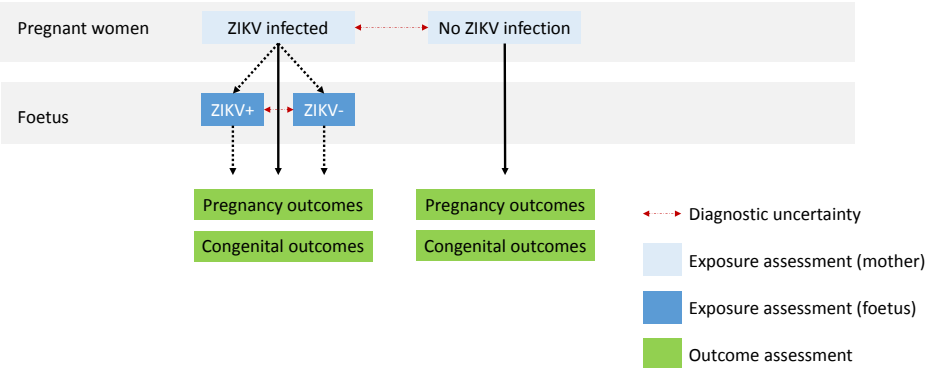 Pregnant women
ZIKV infected
No ZIKV infection
Foetus
ZIKV+
ZIKV-
Pregnancy outcomes
Pregnancy outcomes
Congenital outcomes
Congenital outcomes
Diagnostic uncertainty
Exposure assessment (mother)
Exposure assessment (foetus)
Outcome assessment